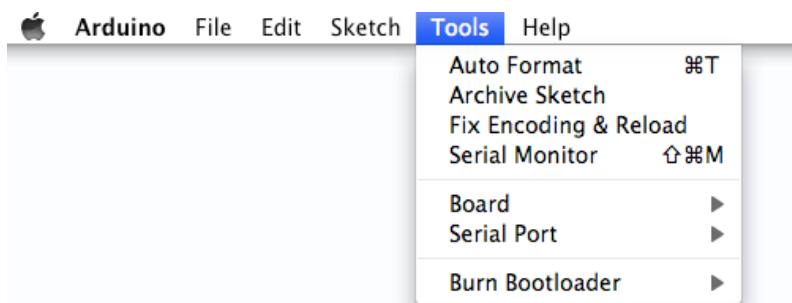 Arduino File Edit Sketch Tools Help
Auto Format ⌘T
Archive Sketch
Fix Encoding & Reload
Serial Monitor ⇧⌘M
Board ▶
Serial Port ▶
Burn Bootloader ▶